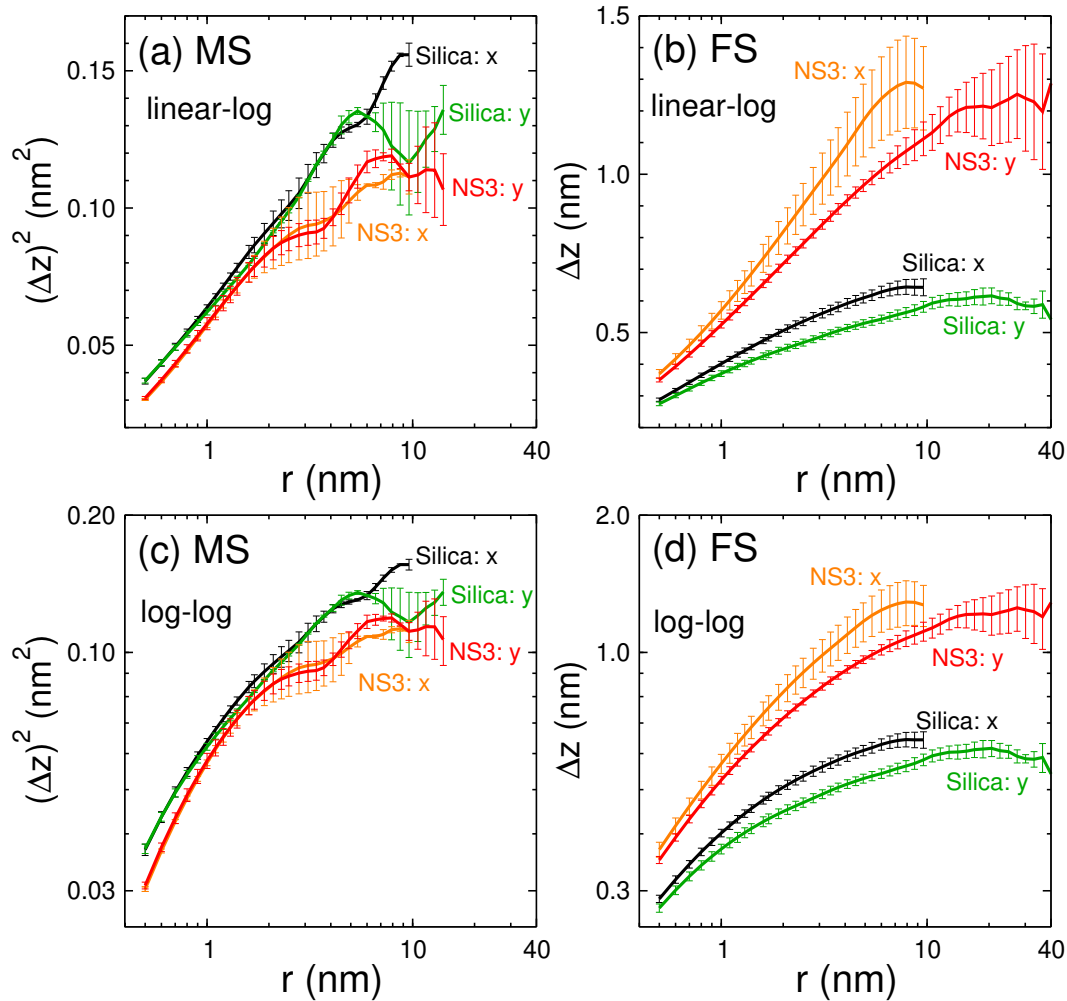 (a) MS
linear-log
Silica: x
Silica: y
NS3: y
NS3: x
0.15
0.10
0.05
(Δz)² (nm²)
1
10
40
r (nm)
(b) FS
linear-log
NS3: x
NS3: y
Silica: x
Silica: y
1.5
1.0
0.5
Δz (nm)
1
10
40
r (nm)
(c) MS
log-log
Silica: x
Silica: y
NS3: y
NS3: x
0.20
0.10
0.03
(Δz)² (nm²)
1
10
40
r (nm)
(d) FS
log-log
NS3: x
NS3: y
Silica: x
Silica: y
2.0
1.0
0.3
Δz (nm)
1
10
40
r (nm)